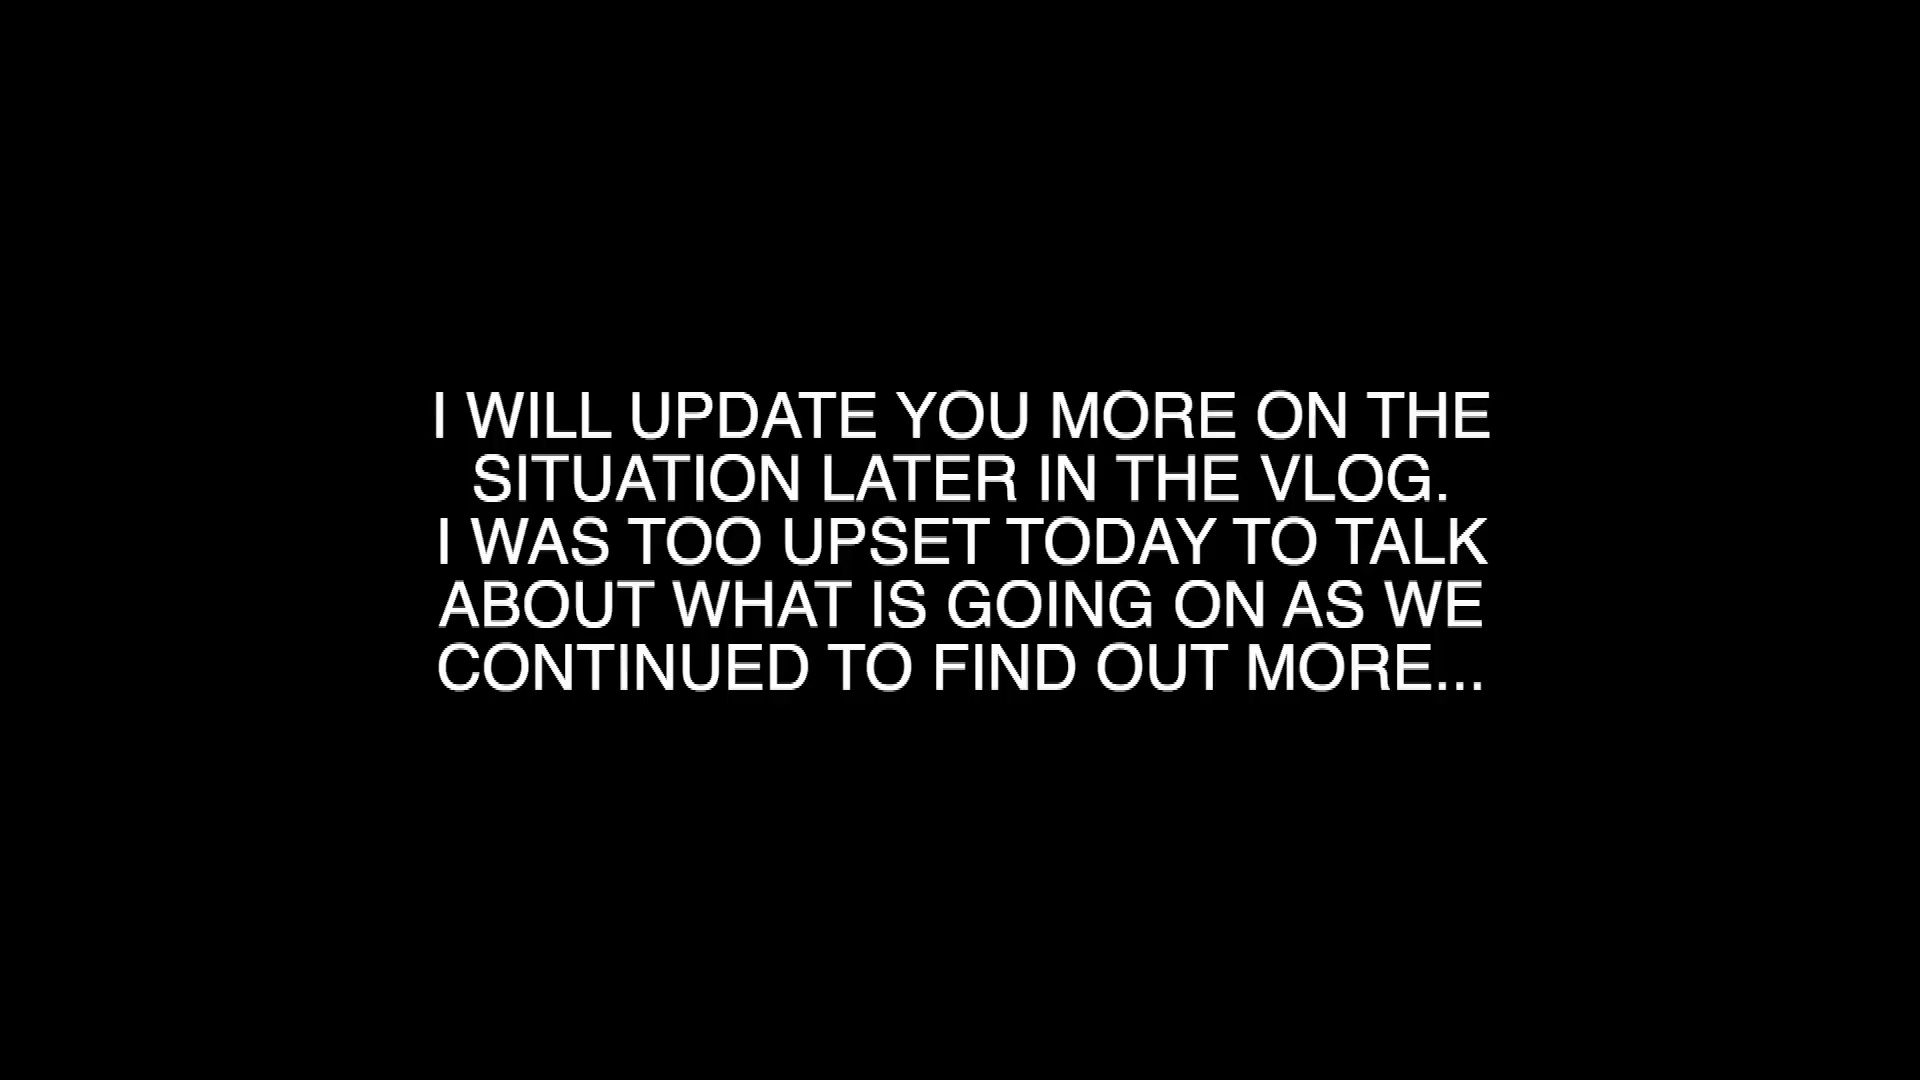 I WILL UPDATE YOU MORE ON THE
SITUATION LATER IN THE VLOG.
I WAS TOO UPSET TODAY TO TALK
ABOUT WHAT IS GOING ON AS WE
CONTINUED TO FIND OUT MORE...